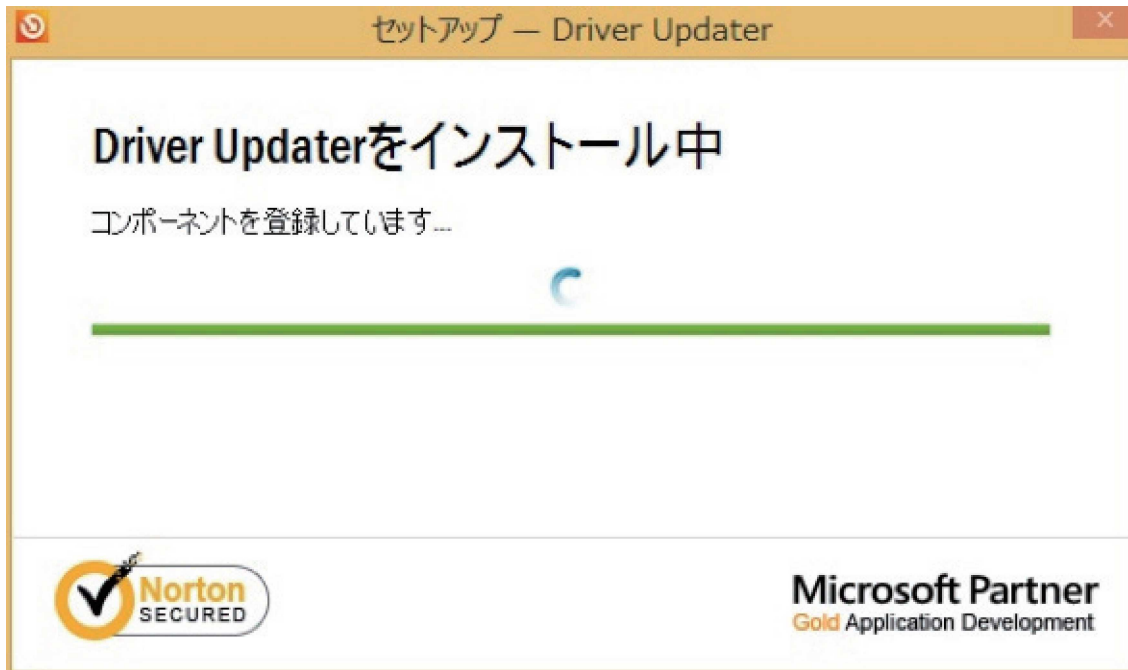 セットアップ — Driver Updater
Driver Updaterをインストール中
コンポーネントを登録しています...
Norton
SECURED
Microsoft Partner
Gold Application Development